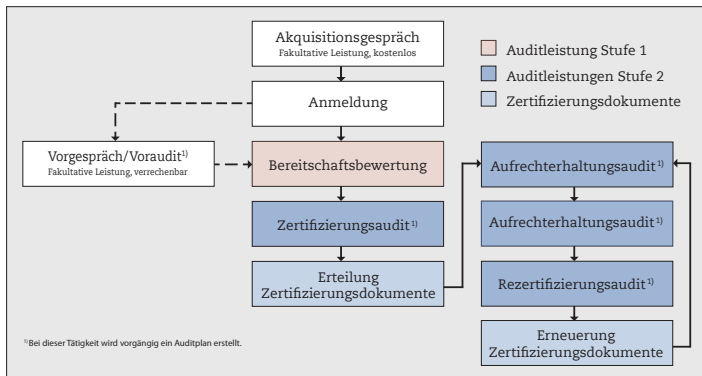 Akquisitionsgespräch
Fakultative Leistung, kostenlos
Auditleistung Stufe 1
Auditleistungen Stufe 2
Zertifizierungsdokumente
Anmeldung
Vorgespräch/Voraudit¹⁾
Fakultative Leistung, verrechenbar
Bereitschaftsbewertung
Aufrechterhaltungsaudit¹⁾
Zertifizierungsaudit¹⁾
Aufrechterhaltungsaudit¹⁾
Erteilung
Zertifizierungsdokumente
Rezertifizierungsaudit¹⁾
Erneuerung
Zertifizierungsdokumente
¹⁾Bei dieser Tätigkeit wird vorgängig ein Auditplan erstellt.